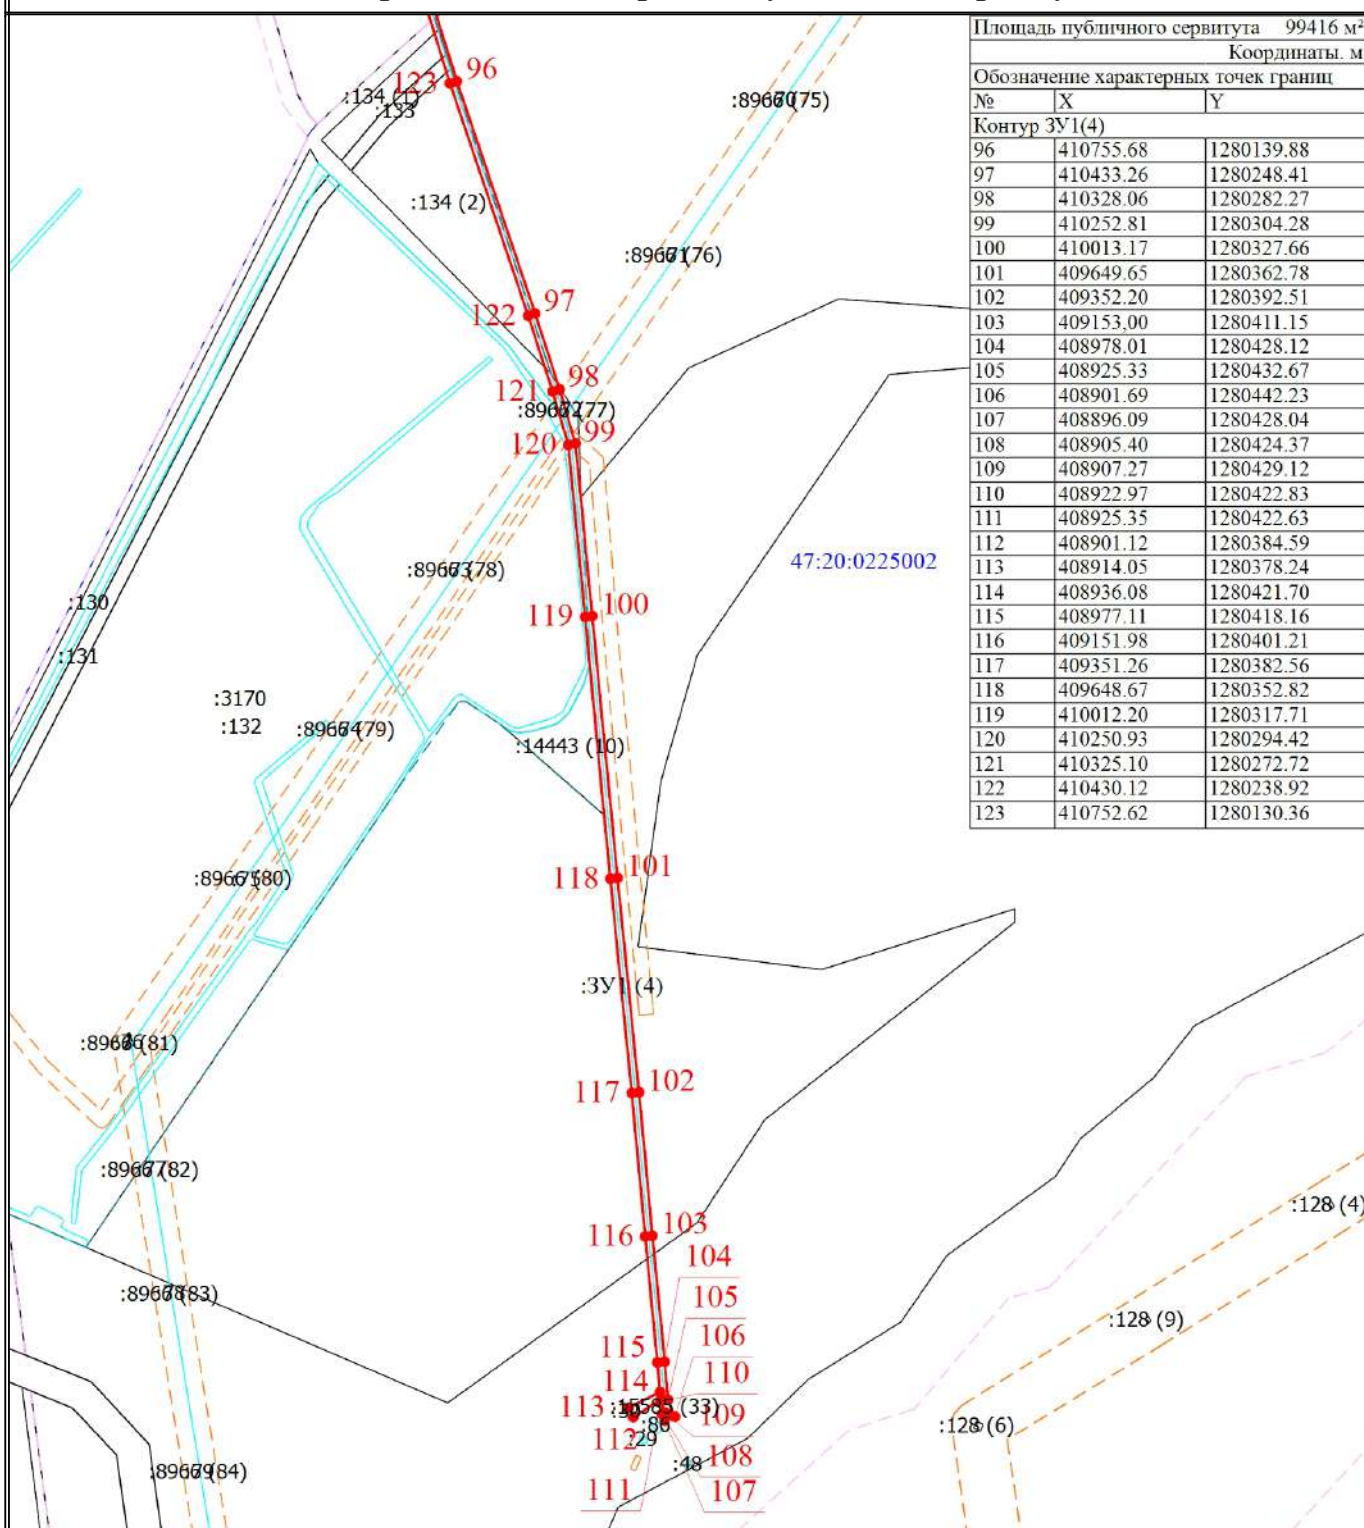 Площадь публичного сервитута 99416 м²
Координаты. м
Обозначение характерных точек границ
№ X Y
Контур ЗУ1(4)
96 410755.68 1280139.88
97 410433.26 1280248.41
98 410328.06 1280282.27
99 410252.81 1280304.28
100 410013.17 1280327.66
101 409649.65 1280362.78
102 409352.20 1280392.51
103 409153,00 1280411.15
104 408978.01 1280428.12
105 408925.33 1280432.67
106 408901.69 1280442.23
107 408896.09 1280428.04
108 408905.40 1280424.37
109 408907.27 1280429.12
110 408922.97 1280422.83
111 408925.35 1280422.63
112 408901.12 1280384.59
113 408914.05 1280378.24
114 408936.08 1280421.70
115 408977.11 1280418.16
116 409151.98 1280401.21
117 409351.26 1280382.56
118 409648.67 1280352.82
119 410012.20 1280317.71
120 410250.93 1280294.42
121 410325.10 1280272.72
122 410430.12 1280238.92
123 410752.62 1280130.36
123 96
:134 (1)
:133
:134 (2)
97
122
98
121
99
120
47:20:0225002
:130
100
119
:131
:3170
:132
:14443 (10)
101
118
:ЗУ1 (4)
102
117
:128 (4)
103
116
104
105
:128 (9)
106
115
110
114
113
109
:128 (6)
:86
112
:29
108
:48
111
107